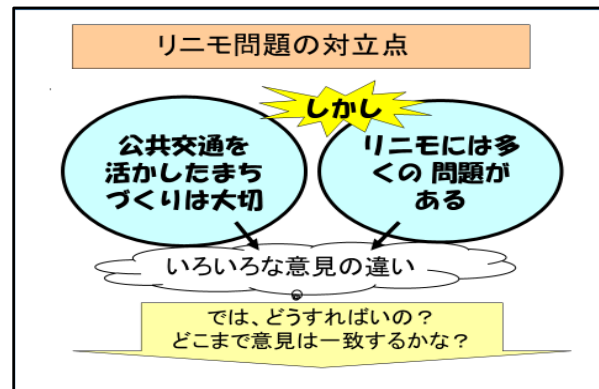 リニモ問題の対立点
しかし
公共交通を
活かしたまち
づくりは大切
リニモには多
くの 問題が
ある
いろいろな意見の違い
では、どうすればいいの？
どこまで意見は一致するかな？